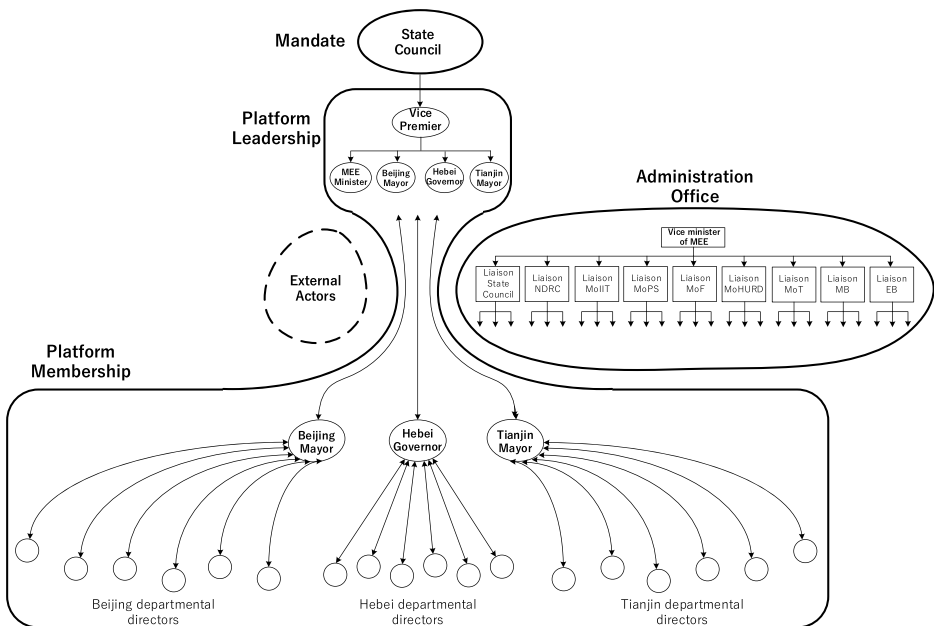 Mandate
State
Council
Platform
Leadership
Vice
Premier
MEE
Minister
Beijing
Mayor
Hebei
Governor
Tianjin
Mayor
Administration
Office
Vice minister
of MEE
Liaison
State
Council
Liaison
NDRC
Liaison
MoIIT
Liaison
MoPS
Liaison
MoF
Liaison
MoHURD
Liaison
MoT
Liaison
MB
Liaison
EB
External
Actors
Platform
Membership
Beijing
Mayor
Hebei
Governor
Tianjin
Mayor
Beijing departmental
directors
Hebei departmental
directors
Tianjin departmental
directors